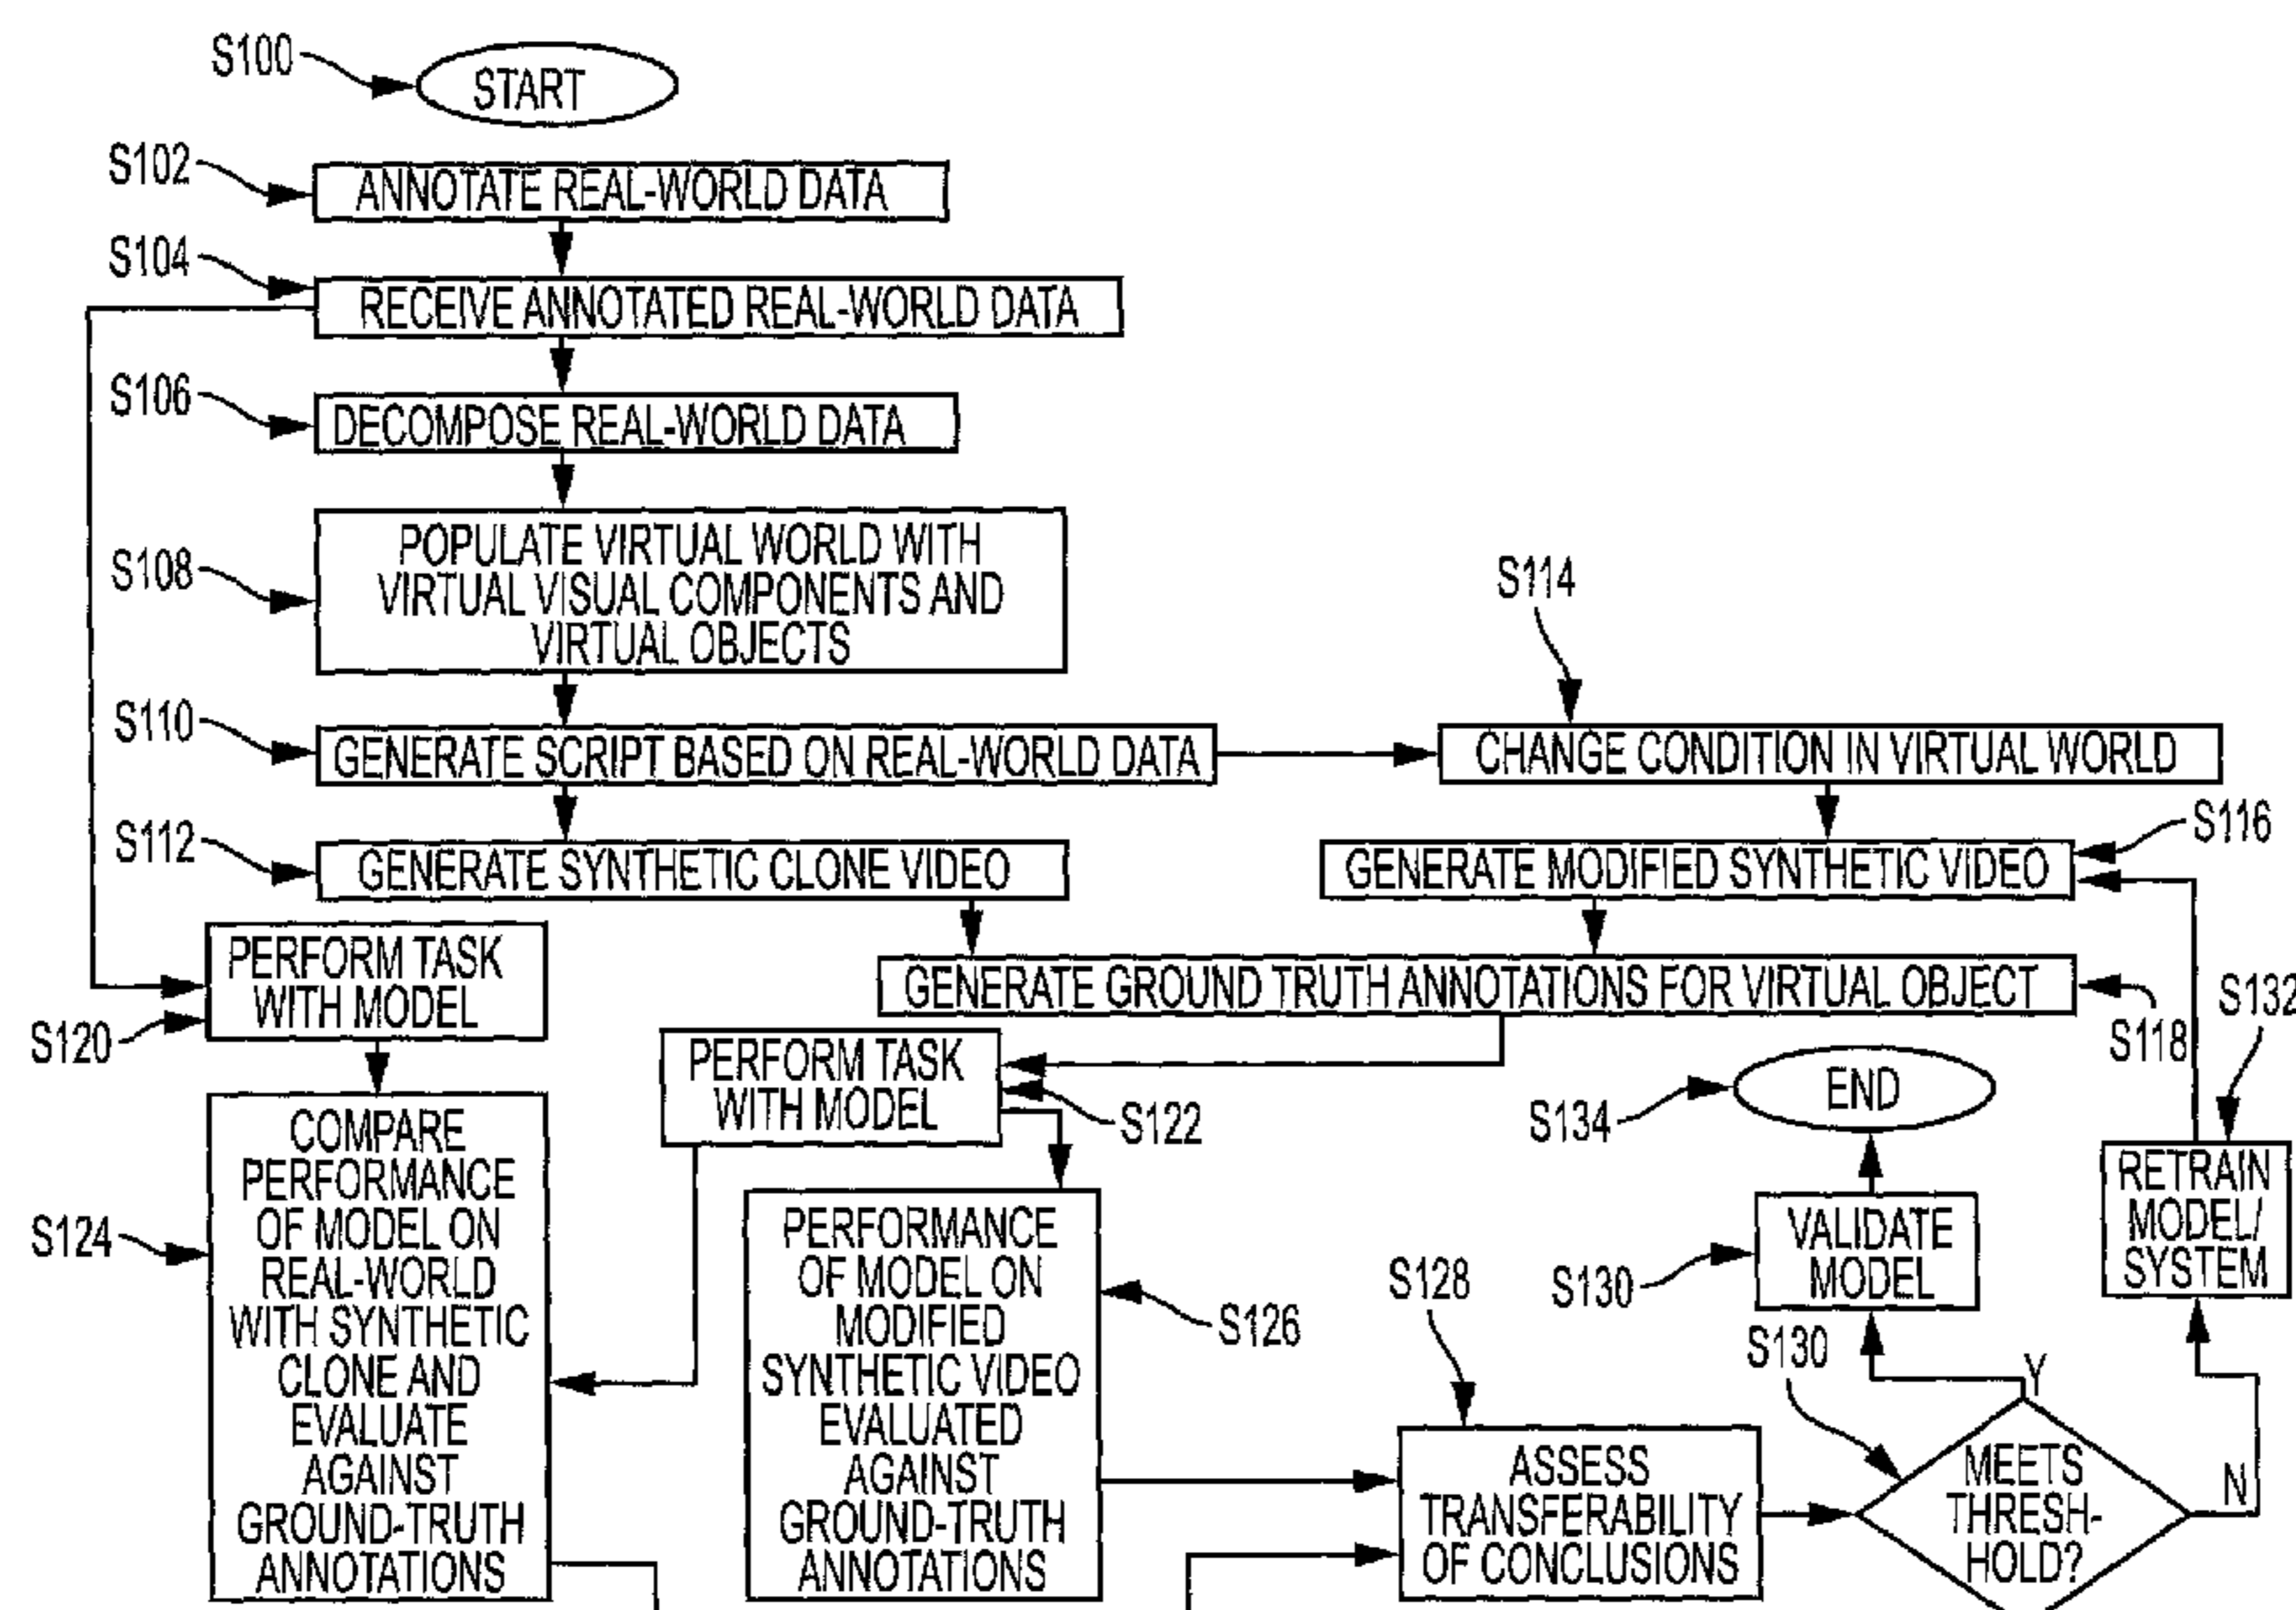 S100
START
S102
ANNOTATE REAL-WORLD DATA
S104
RECEIVE ANNOTATED REAL-WORLD DATA
S106
DECOMPOSE REAL-WORLD DATA
S108
POPULATE VIRTUAL WORLD WITH
VIRTUAL VISUAL COMPONENTS AND
VIRTUAL OBJECTS
S110
GENERATE SCRIPT BASED ON REAL-WORLD DATA
S114
CHANGE CONDITION IN VIRTUAL WORLD
S112
GENERATE SYNTHETIC CLONE VIDEO
S116
GENERATE MODIFIED SYNTHETIC VIDEO
GENERATE GROUND TRUTH ANNOTATIONS FOR VIRTUAL OBJECT
S118
PERFORM TASK
WITH MODEL
S120
PERFORM TASK
WITH MODEL
S122
S124
COMPARE
PERFORMANCE
OF MODEL ON
REAL-WORLD
WITH SYNTHETIC
CLONE AND
EVALUATE
AGAINST
GROUND-TRUTH
ANNOTATIONS
PERFORMANCE
OF MODEL ON
MODIFIED
SYNTHETIC VIDEO
EVALUATED
AGAINST
GROUND-TRUTH
ANNOTATIONS
S126
S128
ASSESS
TRANSFERABILITY
OF CONCLUSIONS
S130
MEETS
THRESH-
HOLD?
Y
N
S130
VALIDATE
MODEL
S134
END
S132
RETRAIN
MODEL/
SYSTEM